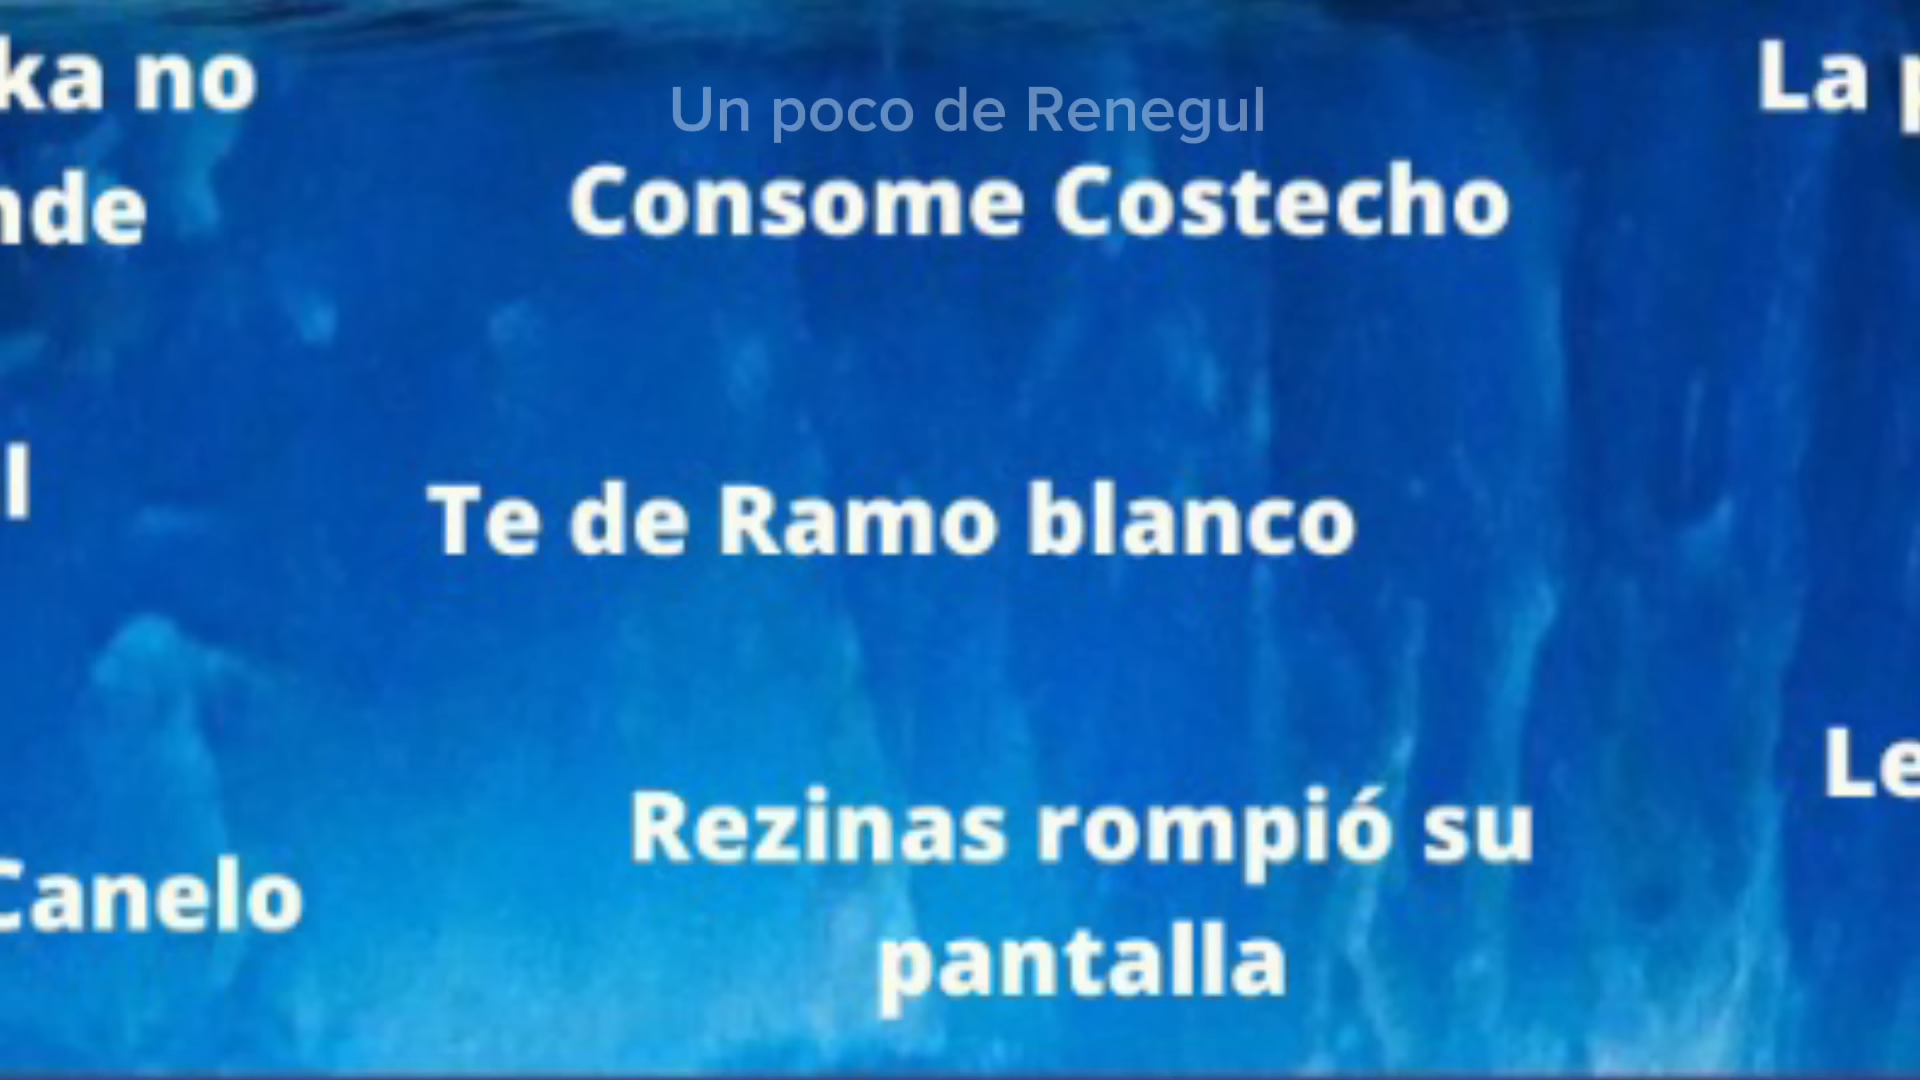 ka no
nde
La p
Un poco de Renegul
Consome Costecho
l
Te de Ramo blanco
Le
Rezinas rompió su
pantalla
Canelo